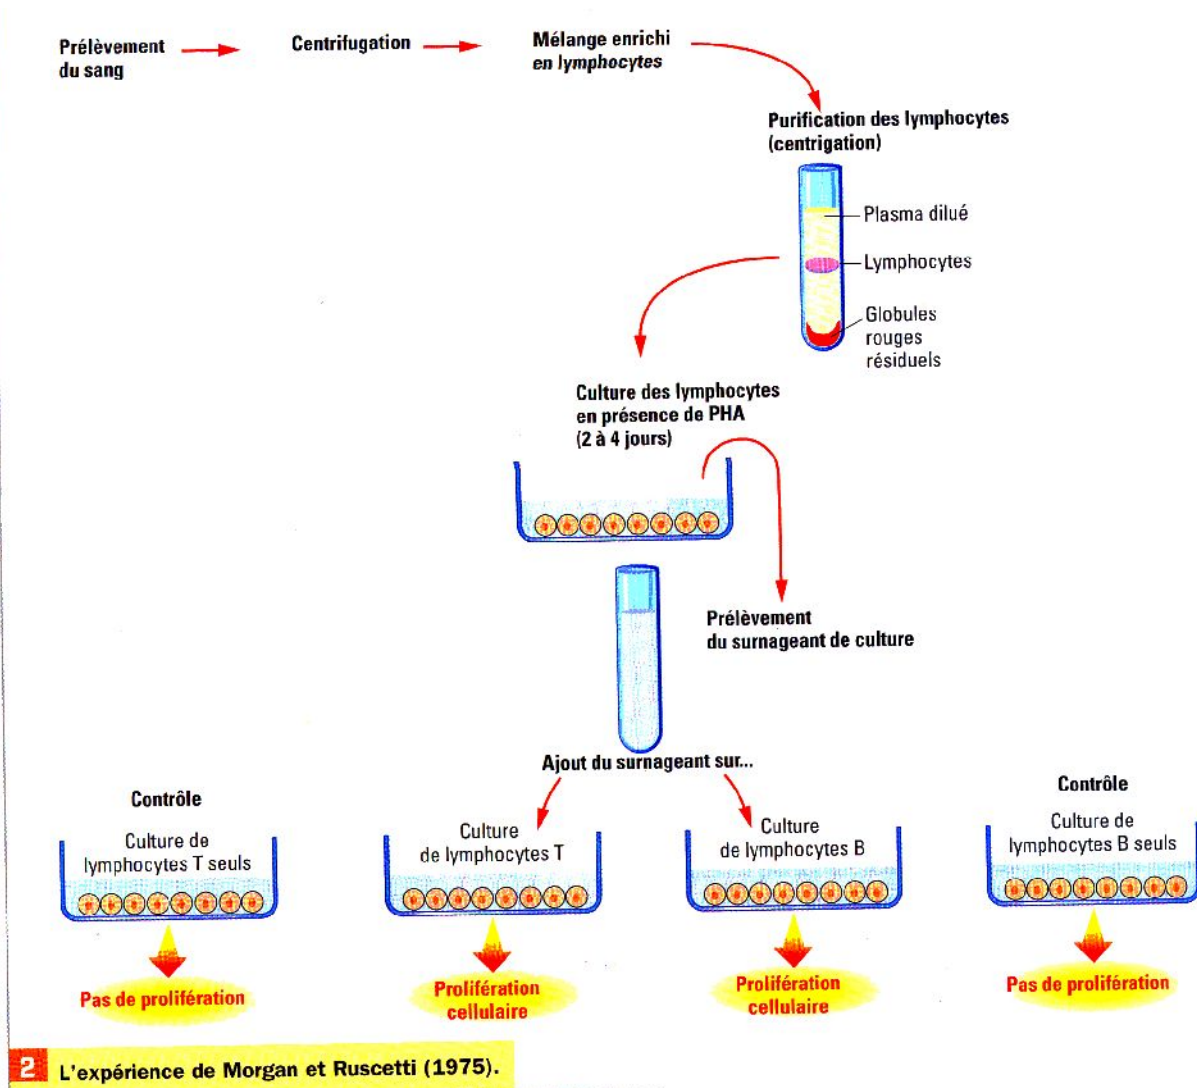 Prélèvement
du sang
Centrifugation
Mélange enrichi
en lymphocytes
Purification des lymphocytes
(centrigation)
Plasma dilué
Lymphocytes
Globules
rouges
résiduels
Culture des lymphocytes
en présence de PHA
(2 à 4 jours)
Prélèvement
du surnageant de culture
Ajout du surnageant sur...
Contrôle
Culture de
lymphocytes T seuls
Pas de prolifération
Culture
de lymphocytes T
Prolifération
cellulaire
Culture
de lymphocytes B
Prolifération
cellulaire
Contrôle
Culture de
lymphocytes B seuls
Pas de prolifération
2 L'expérience de Morgan et Ruscetti (1975).